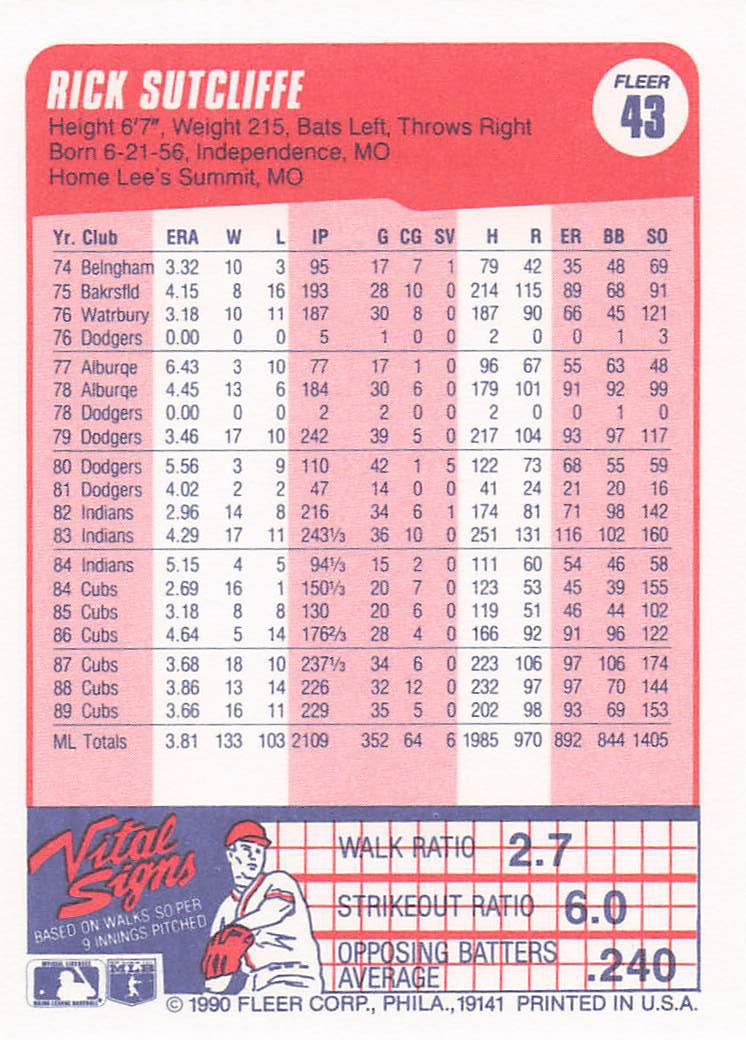 RICK SUTCLIFFE
FLEER
43
Height 6'7", Weight 215, Bats Left, Throws Right
Born 6-21-56, Independence, MO
Home Lee's Summit, MO
Yr. Club ERA W L IP G CG SV H R ER BB SO
74 Belngham 3.32 10 3 95 17 7 1 79 42 35 48 69
75 Bakrsfld 4.15 8 16 193 28 10 0 214 115 89 68 91
76 Watrbury 3.18 10 11 187 30 8 0 187 90 66 45 121
76 Dodgers 0.00 0 0 5 1 0 0 2 0 0 1 3
77 Alburqe 6.43 3 10 77 17 1 0 96 67 55 63 48
78 Alburqe 4.45 13 6 184 30 6 0 179 101 91 92 99
78 Dodgers 0.00 0 0 2 2 0 0 2 0 0 1 0
79 Dodgers 3.46 17 10 242 39 5 0 217 104 93 97 117
80 Dodgers 5.56 3 9 110 42 1 5 122 73 68 55 59
81 Dodgers 4.02 2 2 47 14 0 0 41 24 21 20 16
82 Indians 2.96 14 8 216 34 6 1 174 81 71 98 142
83 Indians 4.29 17 11 243⅓ 36 10 0 251 131 116 102 160
84 Indians 5.15 4 5 94⅓ 15 2 0 111 60 54 46 58
84 Cubs 2.69 16 1 150⅓ 20 7 0 123 53 45 39 155
85 Cubs 3.18 8 8 130 20 6 0 119 51 46 44 102
86 Cubs 4.64 5 14 176⅔ 28 4 0 166 92 91 96 122
87 Cubs 3.68 18 10 237⅓ 34 6 0 223 106 97 106 174
88 Cubs 3.86 13 14 226 32 12 0 232 97 97 70 144
89 Cubs 3.66 16 11 229 35 5 0 202 98 93 69 153
ML Totals 3.81 133 103 2109 352 64 6 1985 970 892 844 1405
Vital
Signs
BASED ON WALKS SO PER
9 INNINGS PITCHED
WALK RATIO 2.7
STRIKEOUT RATIO 6.0
OPPOSING BATTERS
AVERAGE .240
OFFICIAL LICENSEE
MAJOR LEAGUE BASEBALL
MLB
© 1990 FLEER CORP., PHILA., 19141 PRINTED IN U.S.A.